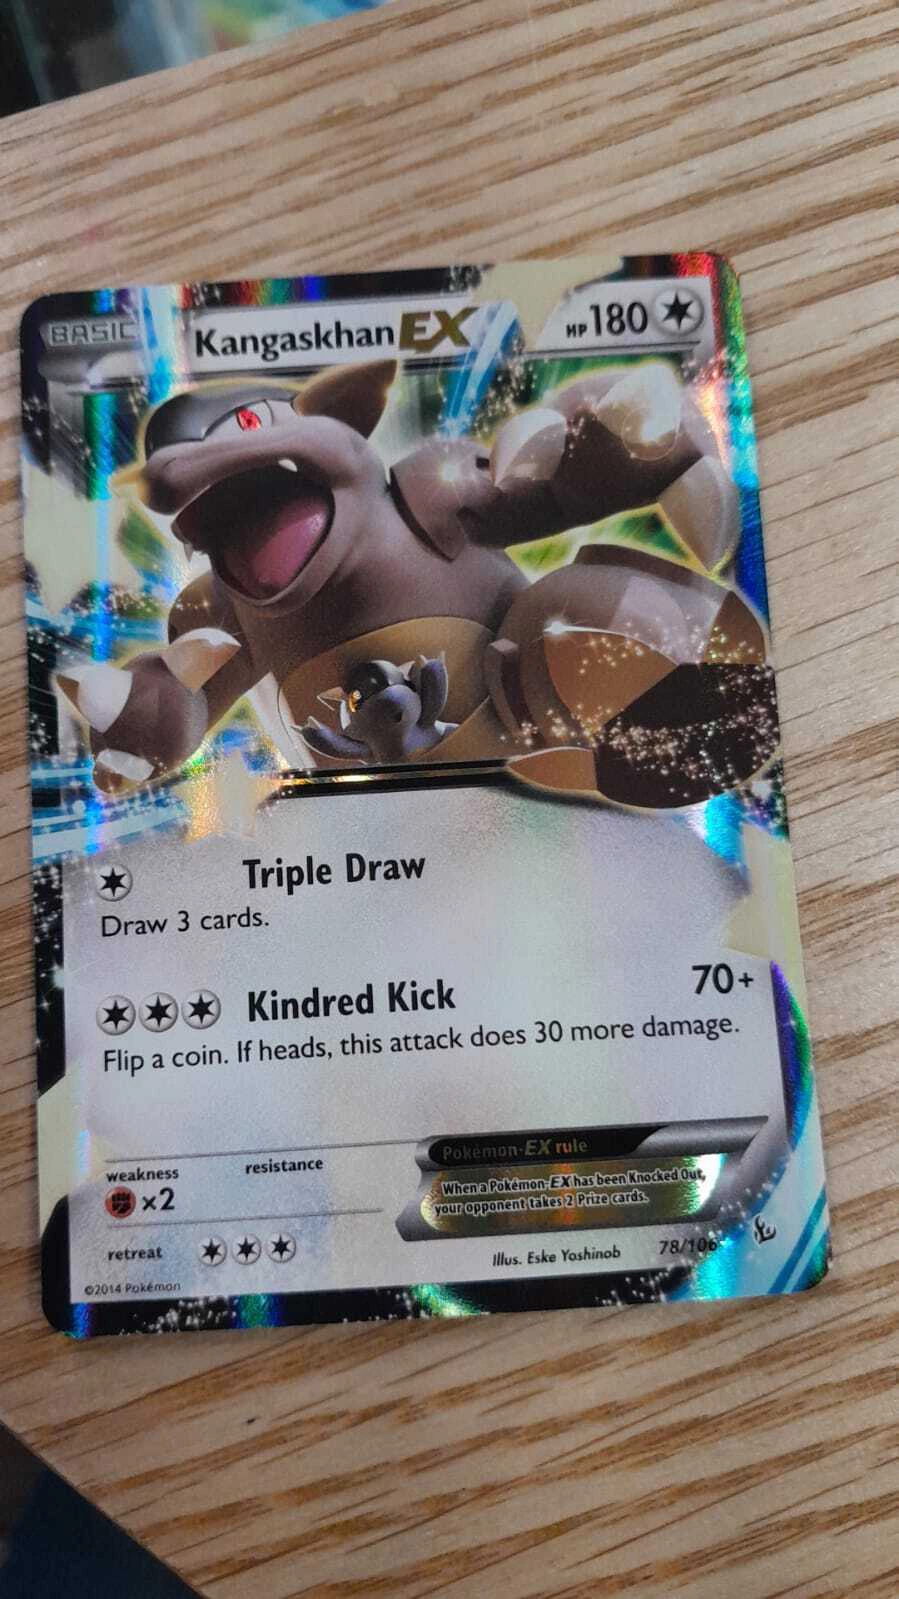 BASIC Kangaskhan EX HP 180
Triple Draw
Draw 3 cards.
Kindred Kick 70+
Flip a coin. If heads, this attack does 30 more damage.
weakness resistance
×2
Pokémon-EX rule
When a Pokémon-EX has been Knocked Out,
your opponent takes 2 Prize cards.
retreat
Illus. Eske Yoshinob 78/106
©2014 Pokémon